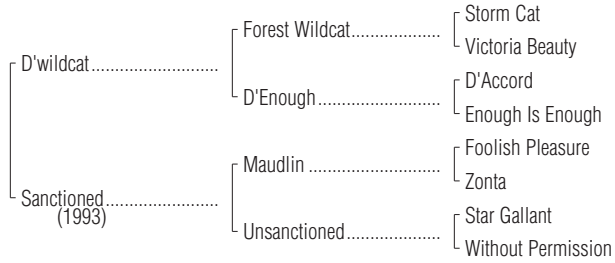 Storm Cat
Forest Wildcat....................
Victoria Beauty
D'wildcat.............................
D'Accord
D'Enough............................
Enough Is Enough
Foolish Pleasure
Maudlin ..............................
Zonta
Sanctioned..........................
(1993)
Star Gallant
Unsanctioned.....................
Without Permission